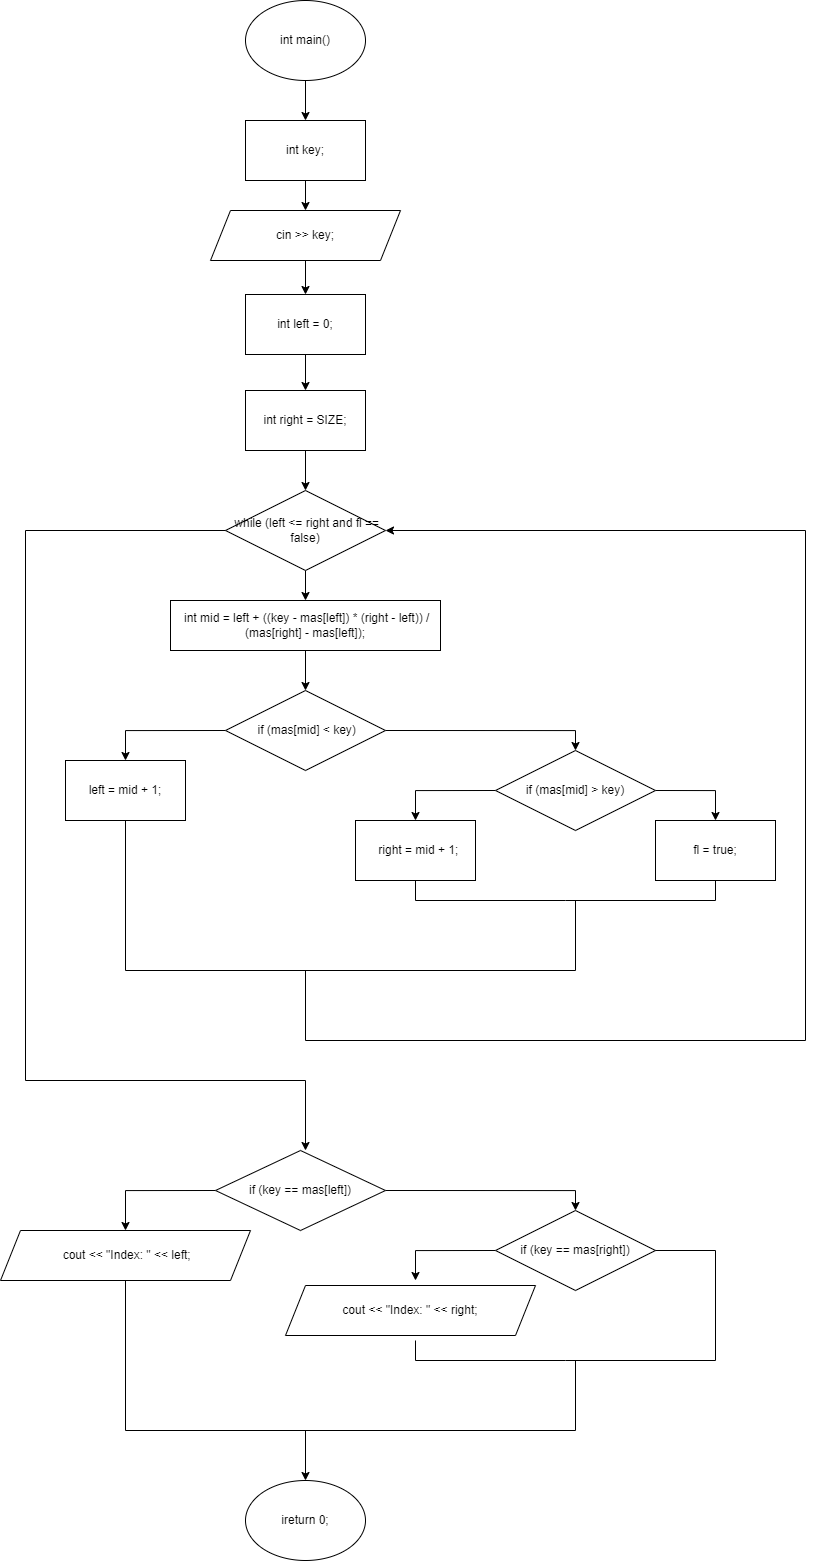 int main()
int key;
cin >> key;
int left = 0;
int right = SIZE;
while (left <= right and fl ==
false)
int mid = left + ((key - mas[left]) * (right - left)) /
(mas[right] - mas[left]);
if (mas[mid] < key)
left = mid + 1;
if (mas[mid] > key)
right = mid + 1;
fl = true;
if (key == mas[left])
cout << "Index: " << left;
if (key == mas[right])
cout << "Index: " << right;
ireturn 0;